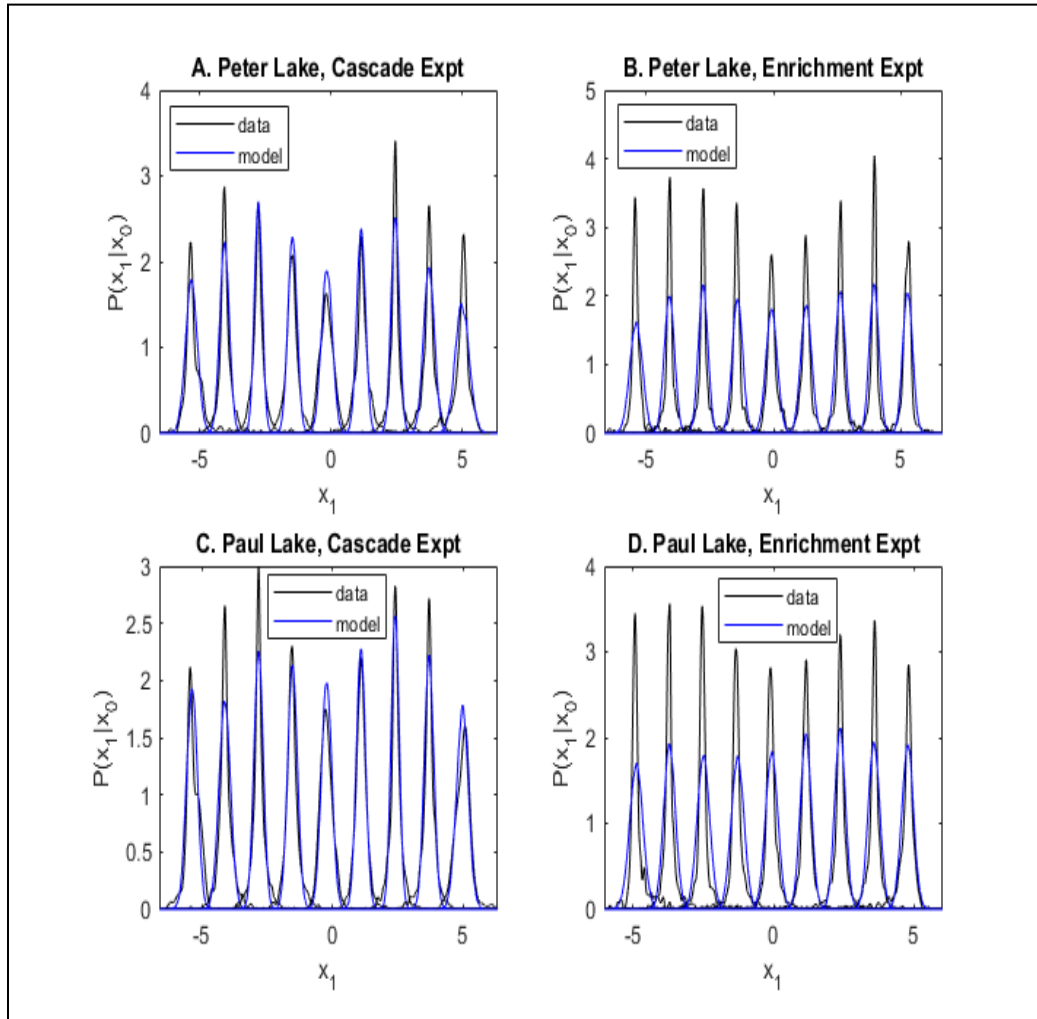 A. Peter Lake, Cascade Expt
4
3
2
1
0
P(x1|x0)
data
model
-5
0
5
x1
B. Peter Lake, Enrichment Expt
5
4
3
2
1
0
P(x1|x0)
data
model
-5
0
5
x1
C. Paul Lake, Cascade Expt
3
2.5
2
1.5
1
0.5
0
P(x1|x0)
data
model
-5
0
5
x1
D. Paul Lake, Enrichment Expt
4
3
2
1
0
P(x1|x0)
data
model
-5
0
5
x1